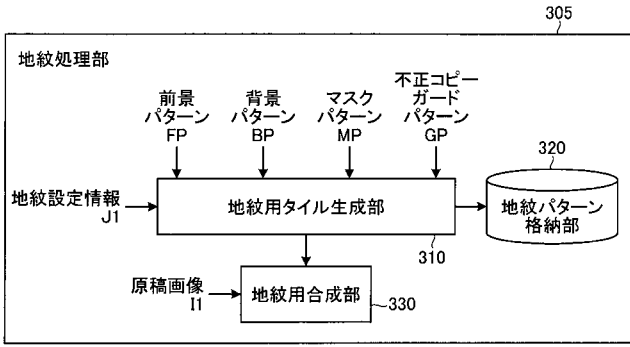 305
地紋処理部
前景
パターン
FP
背景
パターン
BP
マスク
パターン
MP
不正コピー
ガード
パターン
GP
地紋設定情報
J1
地紋用タイル生成部
310
320
地紋パターン
格納部
原稿画像
I1
地紋用合成部
330